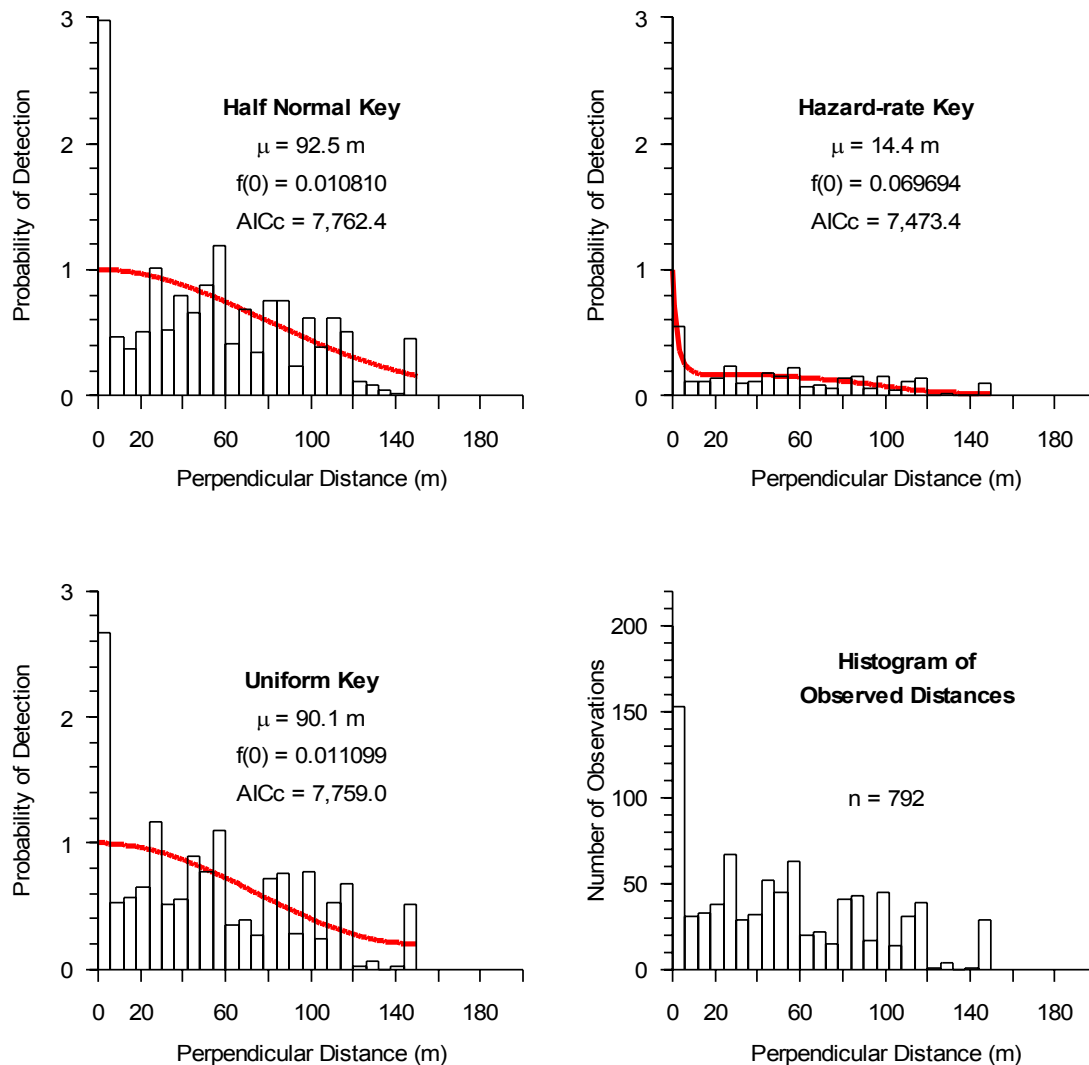 3
2
1
0
Probability of Detection
Half Normal Key
μ = 92.5 m
f(0) = 0.010810
AICc = 7,762.4
0 20 60 100 140 180
Perpendicular Distance (m)
3
2
1
0
Probability of Detection
Hazard-rate Key
μ = 14.4 m
f(0) = 0.069694
AICc = 7,473.4
0 20 60 100 140 180
Perpendicular Distance (m)
3
2
1
0
Probability of Detection
Uniform Key
μ = 90.1 m
f(0) = 0.011099
AICc = 7,759.0
0 20 60 100 140 180
Perpendicular Distance (m)
200
150
100
50
0
Number of Observations
Histogram of
Observed Distances
n = 792
0 20 60 100 140 180
Perpendicular Distance (m)